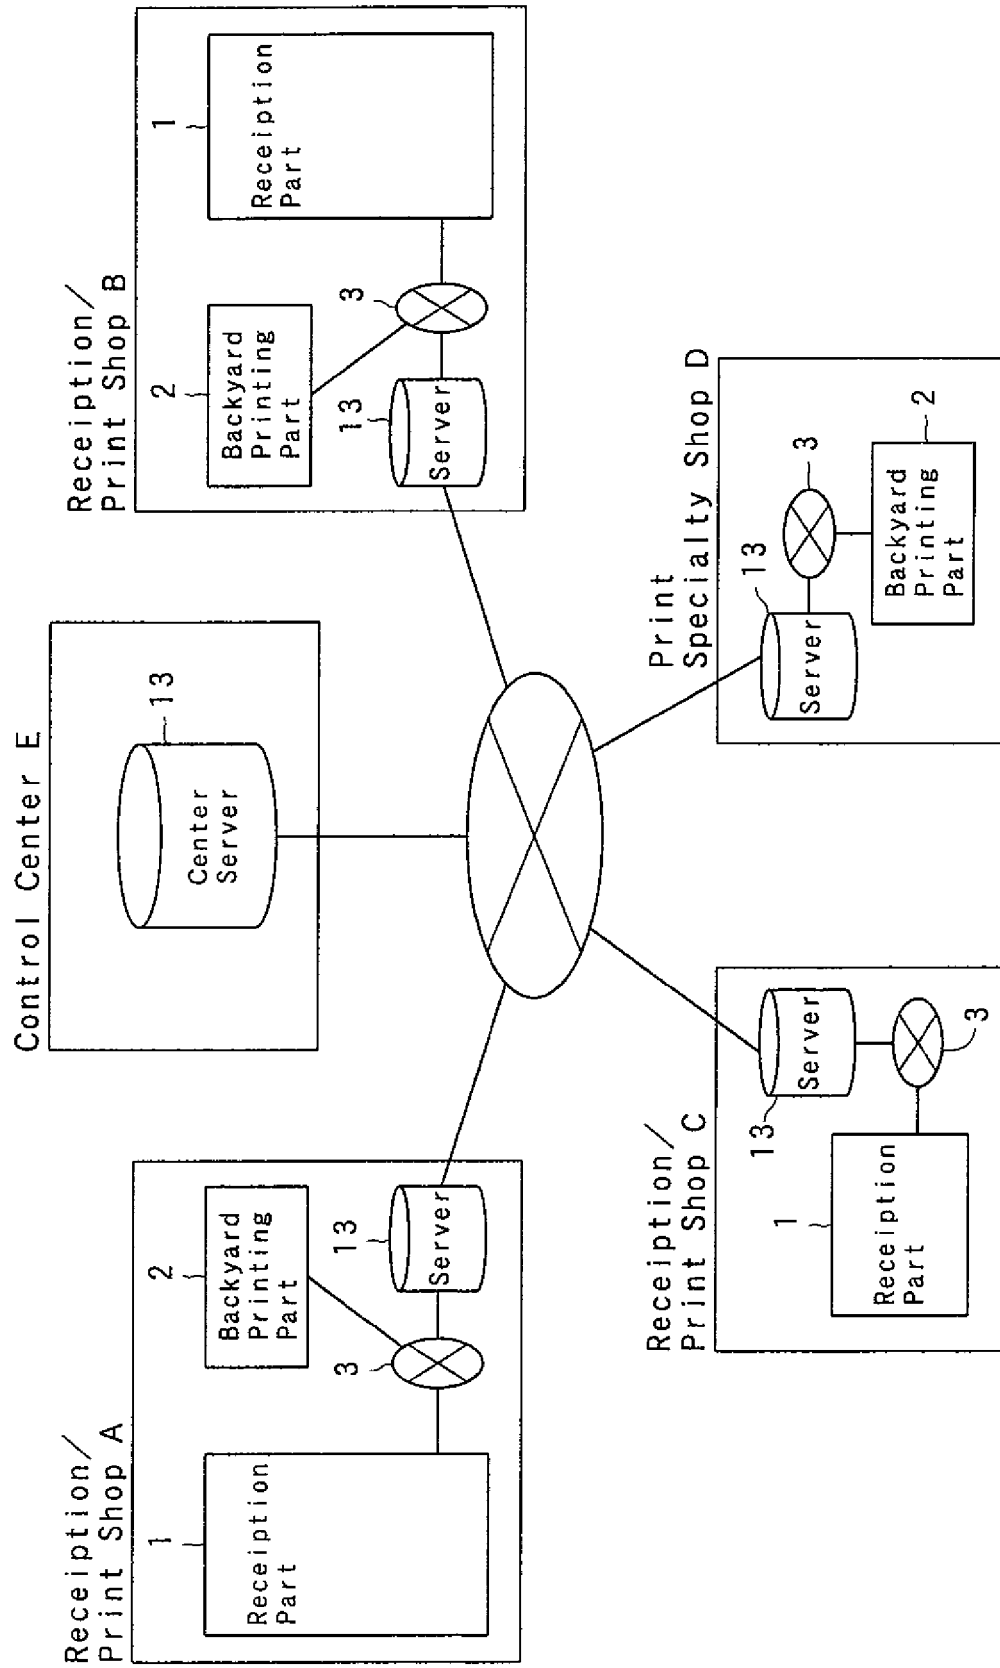 Control Center E
13
Center
Server
Receiption/
Print Shop A
1
Receiption
Part
2
Backyard
Printing
Part
3
13
Server
Receiption/
Print Shop B
2
Backyard
Printing
Part
13
Server
3
1
Receiption
Part
Receiption/
Print Shop C
1
Receiption
Part
13
Server
3
Print
Specialty Shop D
13
Server
3
2
Backyard
Printing
Part